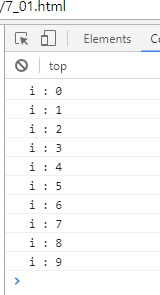 /7_01.html
Elements
top
i : 0
i : 1
i : 2
i : 3
i : 4
i : 5
i : 6
i : 7
i : 8
i : 9